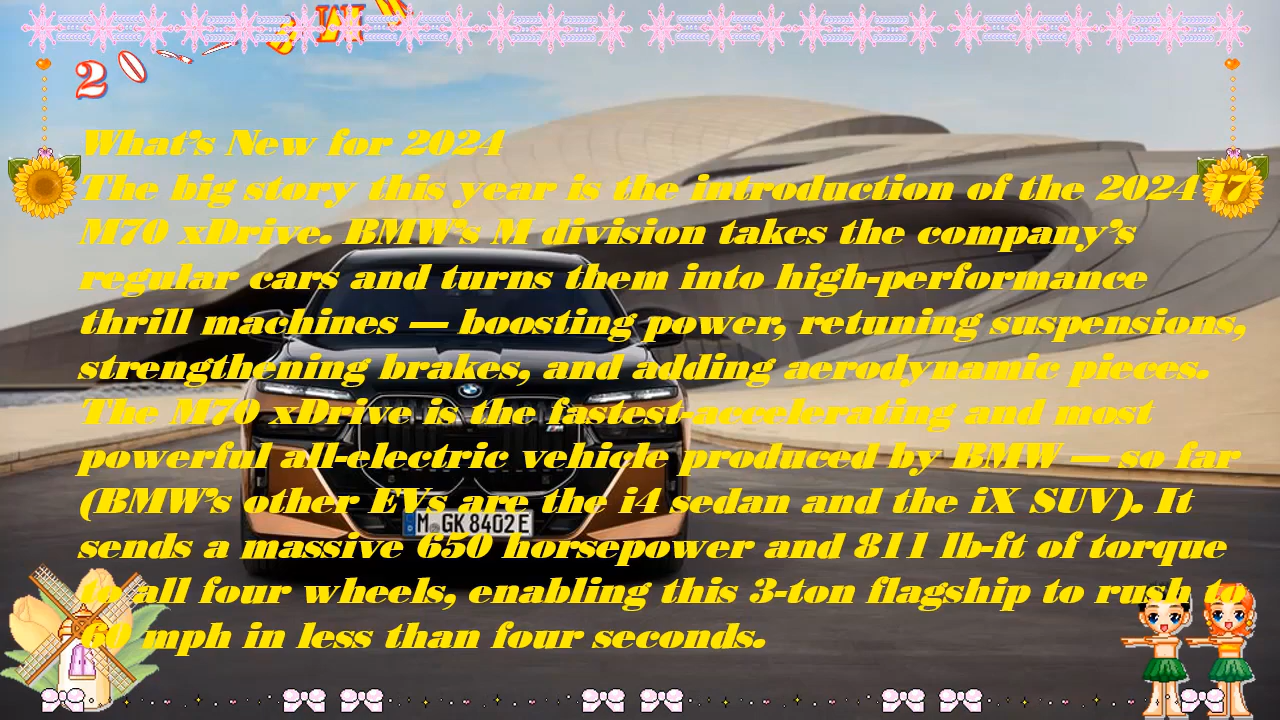 What's New for 2024
The big story this year is the introduction of the 2024 i7
M70 xDrive. BMW's M division takes the company's
regular cars and turns them into high-performance
thrill machines — boosting power, retuning suspensions,
strengthening brakes, and adding aerodynamic pieces.
The M70 xDrive is the fastest-accelerating and most
powerful all-electric vehicle produced by BMW — so far
(BMW's other EVs are the i4 sedan and the iX SUV). It
sends a massive 650 horsepower and 811 lb-ft of torque
to all four wheels, enabling this 3-ton flagship to rush to
60 mph in less than four seconds.
M GK 8402 E